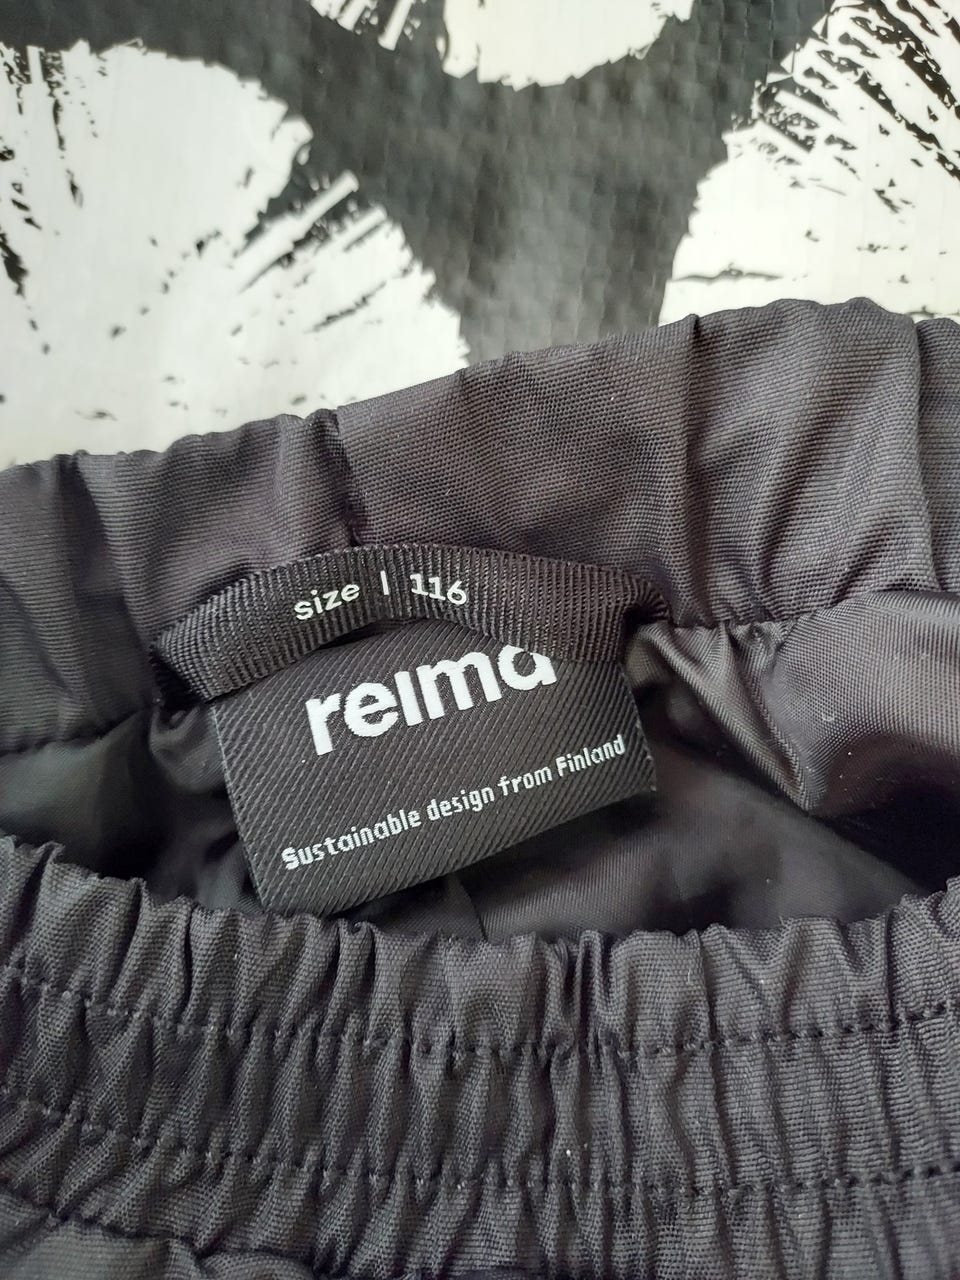 size | 116
reima
Sustainable design from Finland